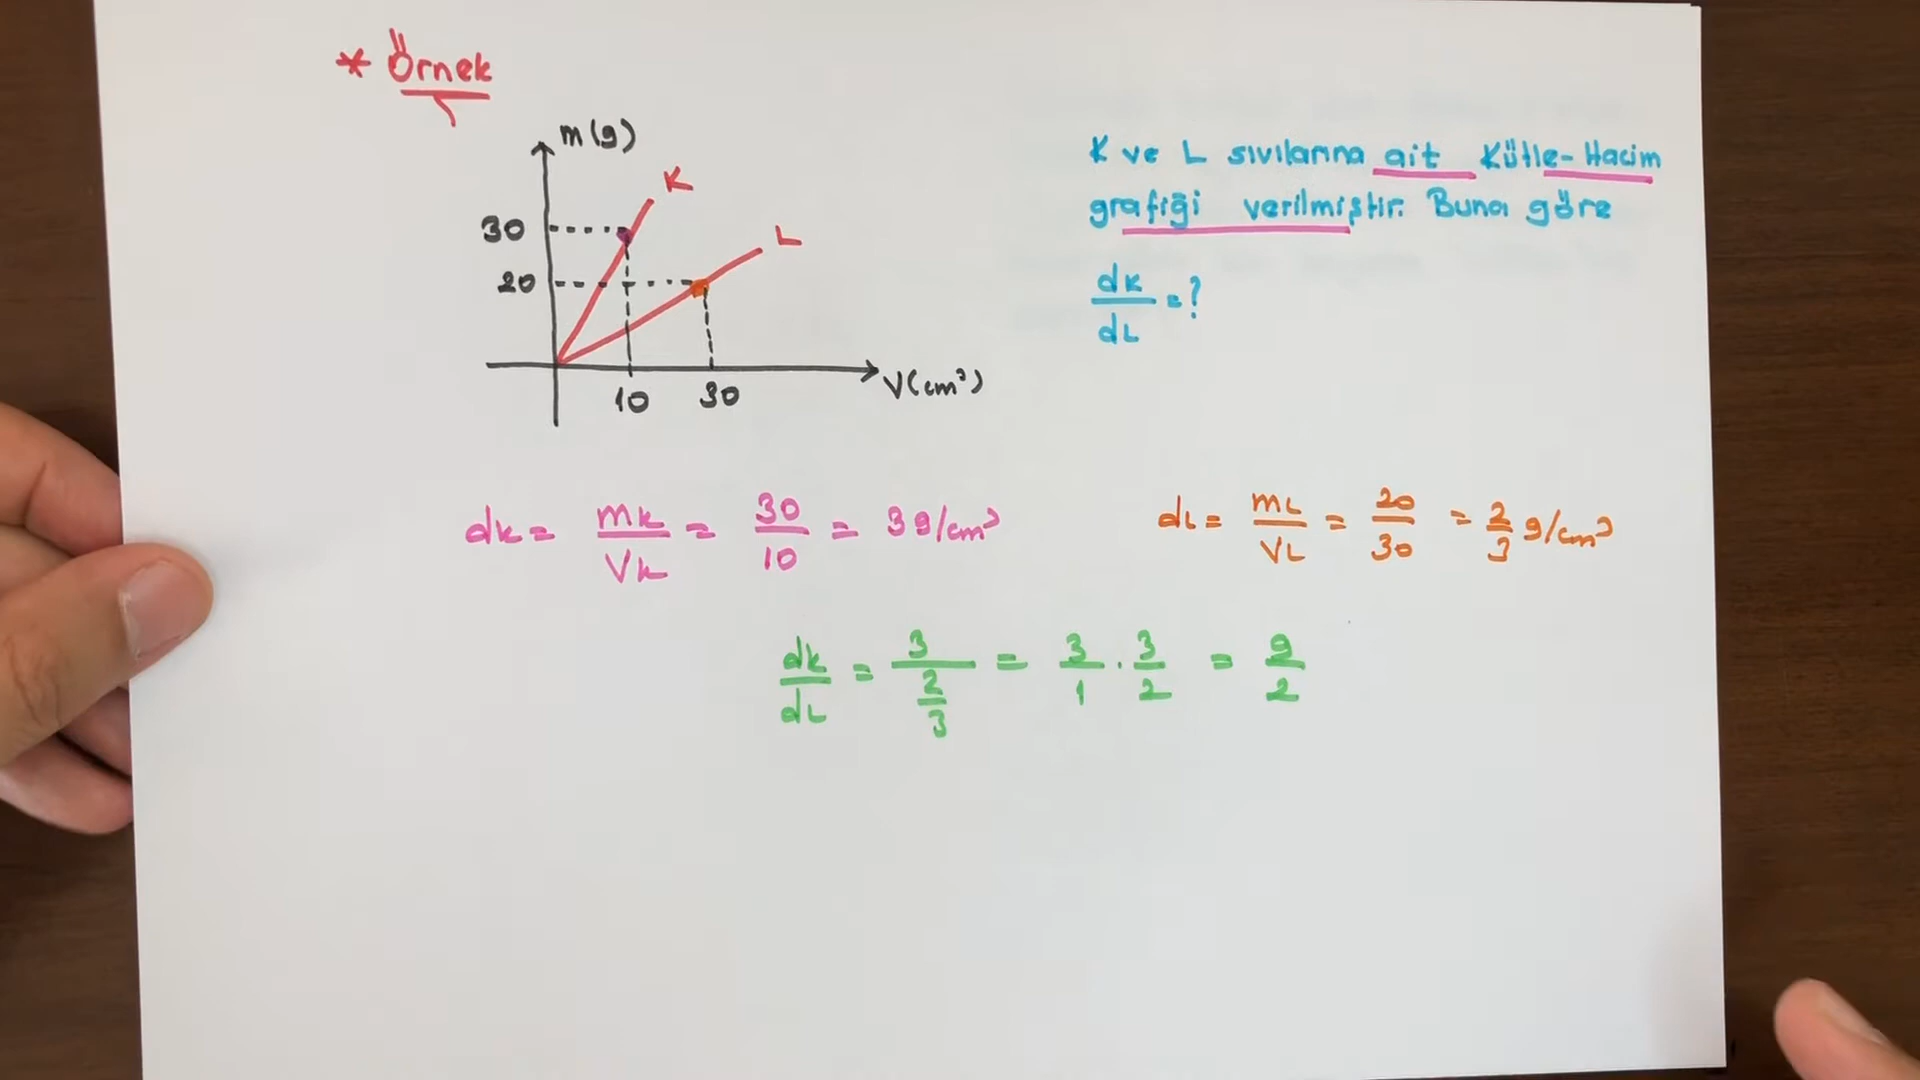 * Örnek
m(g)
K
L
30
20
10 30 V(cm³)
K ve L sıvılarına ait Kütle-Hacim
grafiği verilmiştir. Buna göre
dK/dL = ?
dK = mK/VK = 30/10 = 3 g/cm³
dL = mL/VL = 20/30 = 2/3 g/cm³
dK/dL = 3/(2/3) = 3/1 · 3/2 = 9/2